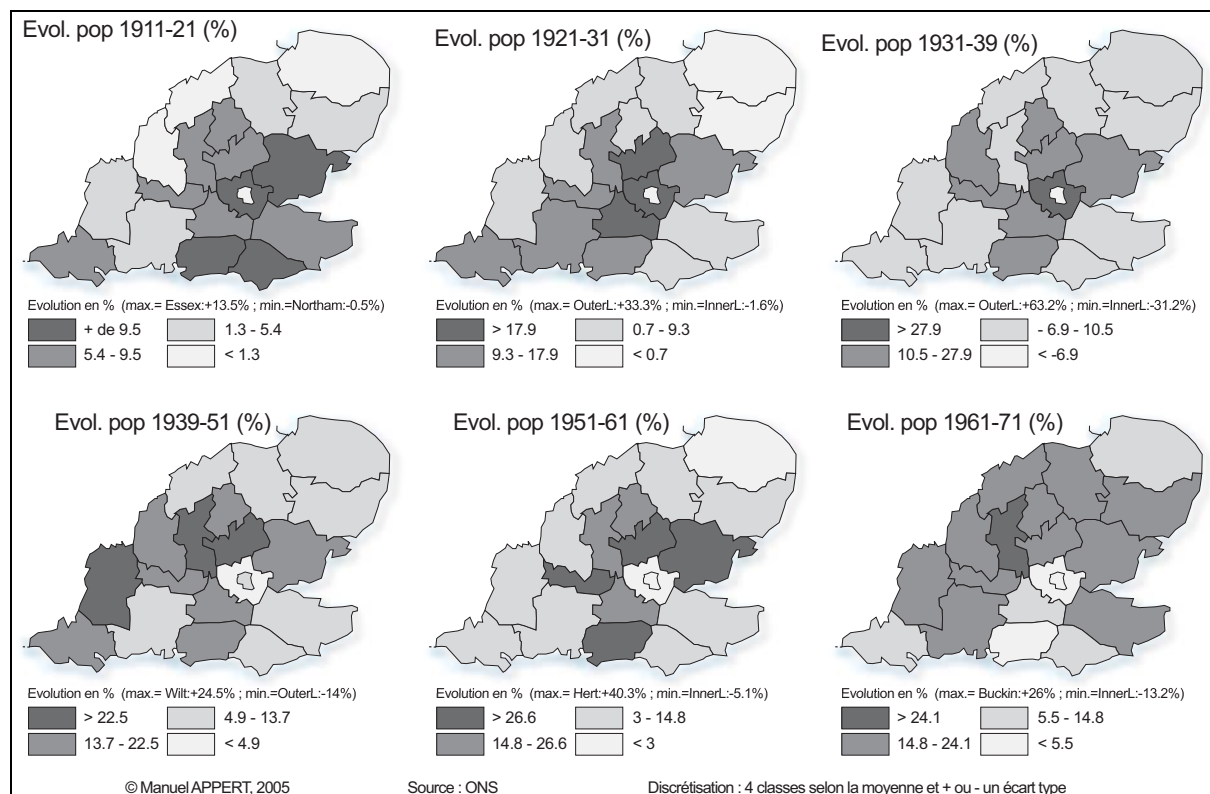 Evol. pop 1911-21 (%)
Evol. pop 1921-31 (%)
Evol. pop 1931-39 (%)
Evolution en % (max.= Essex:+13.5% ; min.=Northam:-0.5%)
+ de 9.5
1.3 - 5.4
5.4 - 9.5
< 1.3
Evolution en % (max.= OuterL:+33.3% ; min.=InnerL:-1.6%)
> 17.9
0.7 - 9.3
9.3 - 17.9
< 0.7
Evolution en % (max.= OuterL:+63.2% ; min.=InnerL:-31.2%)
> 27.9
- 6.9 - 10.5
10.5 - 27.9
< -6.9
Evol. pop 1939-51 (%)
Evol. pop 1951-61 (%)
Evol. pop 1961-71 (%)
Evolution en % (max.= Wilt:+24.5% ; min.=OuterL:-14%)
> 22.5
4.9 - 13.7
13.7 - 22.5
< 4.9
Evolution en % (max.= Hert:+40.3% ; min.=InnerL:-5.1%)
> 26.6
3 - 14.8
14.8 - 26.6
< 3
Evolution en % (max.= Buckin:+26% ; min.=InnerL:-13.2%)
> 24.1
5.5 - 14.8
14.8 - 24.1
< 5.5
© Manuel APPERT, 2005
Source : ONS
Discrétisation : 4 classes selon la moyenne et + ou - un écart type